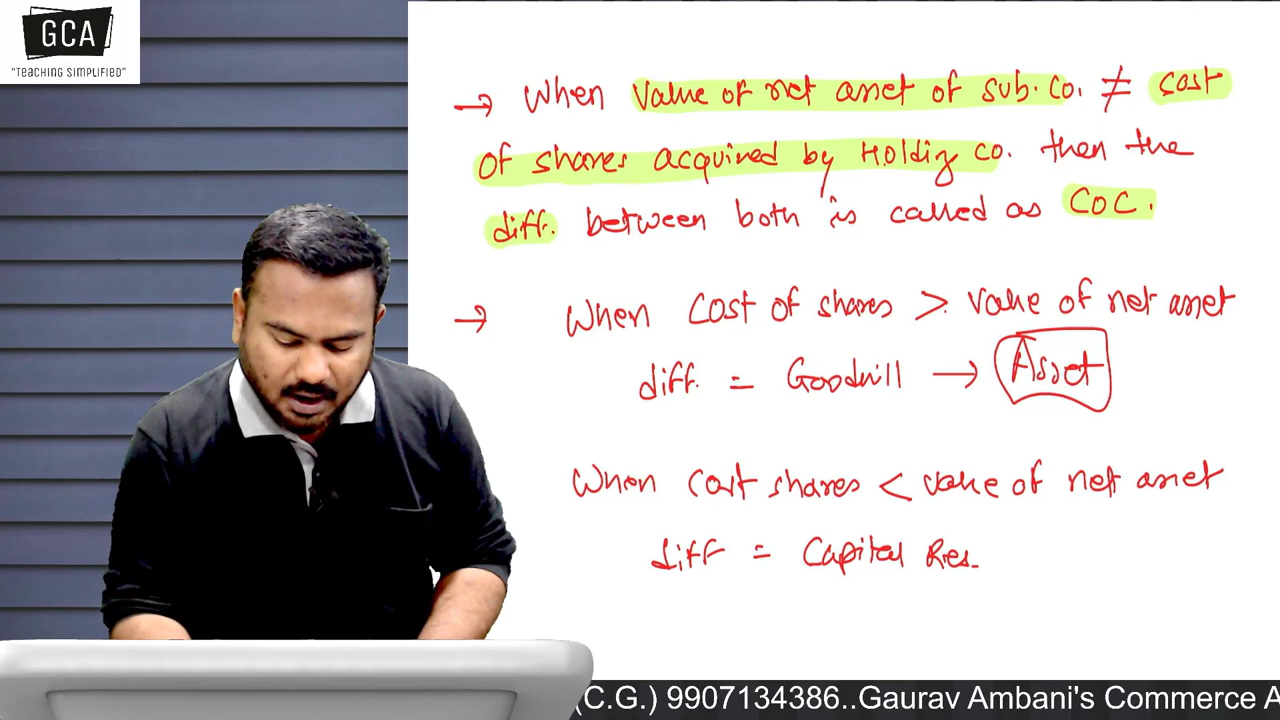 GCA
"TEACHING SIMPLIFIED"
→ When value of net asset of sub. Co. ≠ cost
of shares acquired by Holdig co. then the
diff. between both is called as COC.
→ When cost of shares > value of net asset
diff. = Goodwill → Asset
When cost shares < value of net asset
diff = Capital Res.
(C.G.) 9907134386..Gaurav Ambani's Commerce A